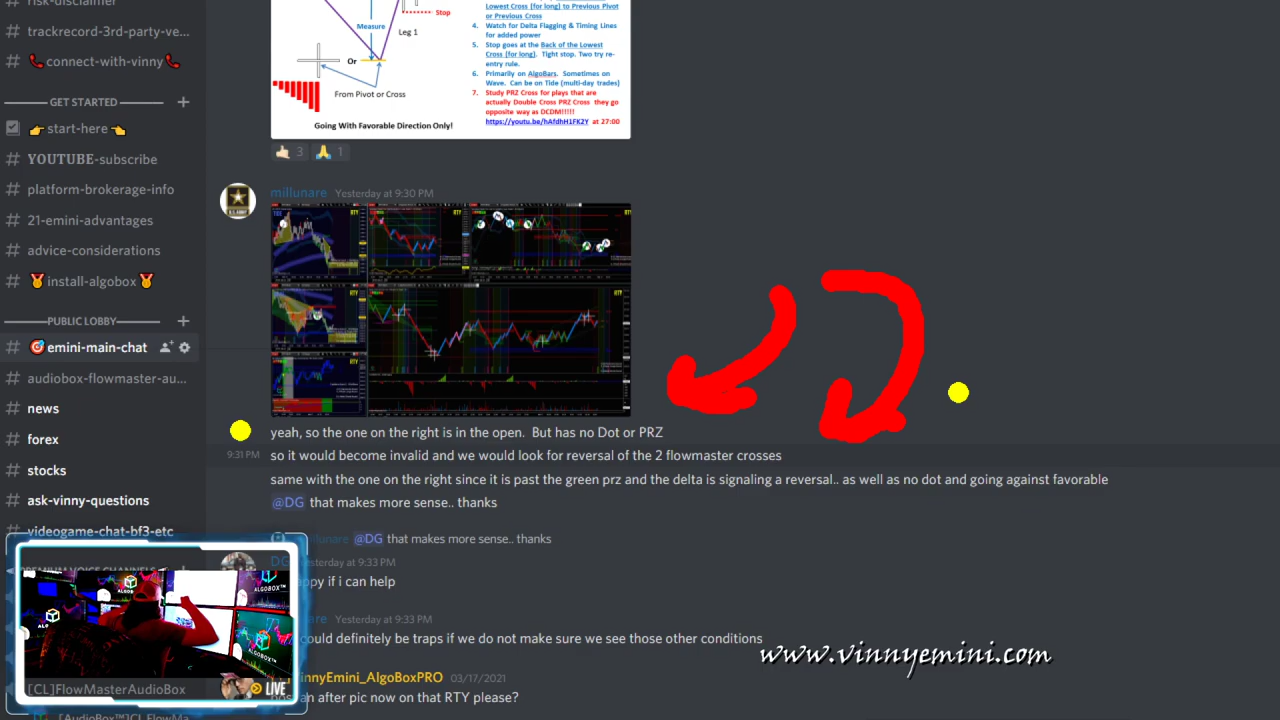 risk-disclaimer
trackrecord-3rd-party-ve...
connect-with-vinny
GET STARTED
start-here
YOUTUBE-subscribe
platform-brokerage-info
21-emini-advantages
advice-considerations
install-algobox
PUBLIC LOBBY
emini-main-chat
audiobox-flowmaster-au...
news
forex
stocks
ask-vinny-questions
videogame-chat-bf3-etc
PREMIUM VOICE CHANNELS
[CL]FlowMasterAudioBox
LIVE
Measure
Stop
Leg 1
Or
From Pivot or Cross
Going With Favorable Direction Only!
Lowest Cross (for long) to Previous Pivot
or Previous Cross
4. Watch for Delta Flagging & Timing Lines
for added power
5. Stop goes at the Back of the Lowest
Cross (for long). Tight stop. Two try re-
entry rule.
6. Primarily on AlgoBars. Sometimes on
Wave. Can be on Tide (multi-day trades)
7. Study PRZ Cross for plays that are
actually Double Cross PRZ Cross they go
opposite way as DCDM!!!!!
https://youtu.be/hAfdhH1FK2Y at 27:00
3 1
millunare Yesterday at 9:30 PM
RTY
yeah, so the one on the right is in the open. But has no Dot or PRZ
9:31 PM so it would become invalid and we would look for reversal of the 2 flowmaster crosses
same with the one on the right since it is past the green prz and the delta is signaling a reversal.. as well as no dot and going against favorable
@DG that makes more sense.. thanks
@DG that makes more sense.. thanks
DG Yesterday at 9:33 PM
if i can help
Yesterday at 9:33 PM
could definitely be traps if we do not make sure we see those other conditions
VinnyEmini_AlgoBoxPRO 03/17/2021
an after pic now on that RTY please?
ALGOBOX
www.vinnyemini.com